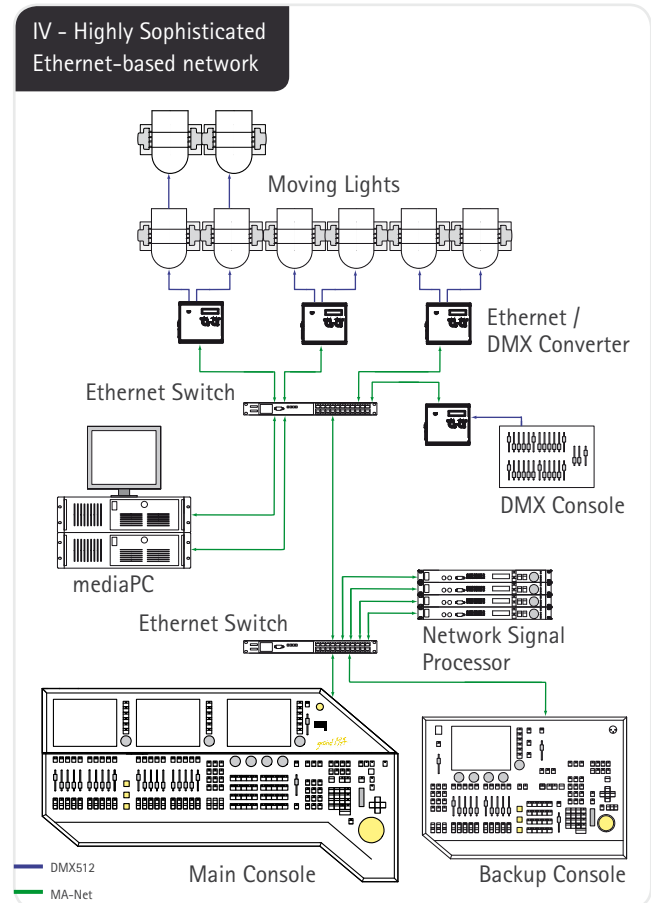 IV - Highly Sophisticated
Ethernet-based network
Moving Lights
Ethernet /
DMX Converter
Ethernet Switch
DMX Console
mediaPC
Ethernet Switch
Network Signal
Processor
grandMA
Main Console
Backup Console
DMX512
MA-Net